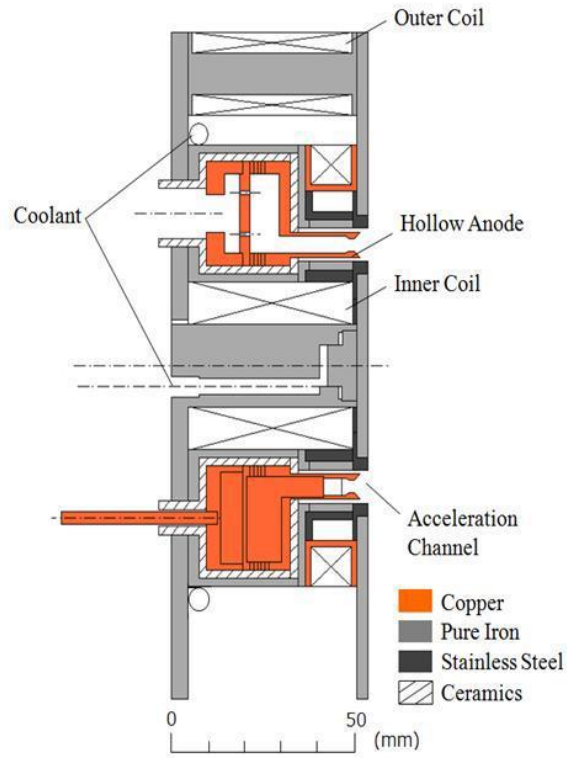 Outer Coil
Coolant
Hollow Anode
Inner Coil
Acceleration
Channel
Copper
Pure Iron
Stainless Steel
Ceramics
0
50
(mm)